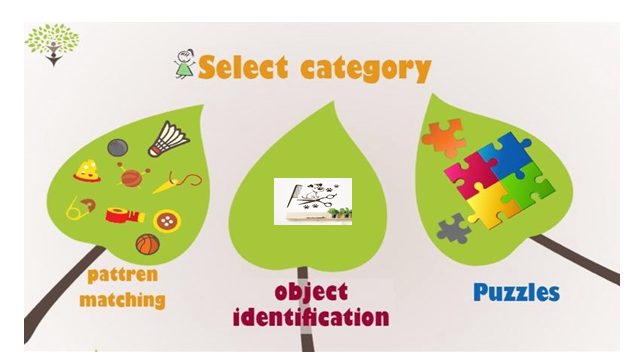 Select category
pattren
matching
object
identification
Puzzles